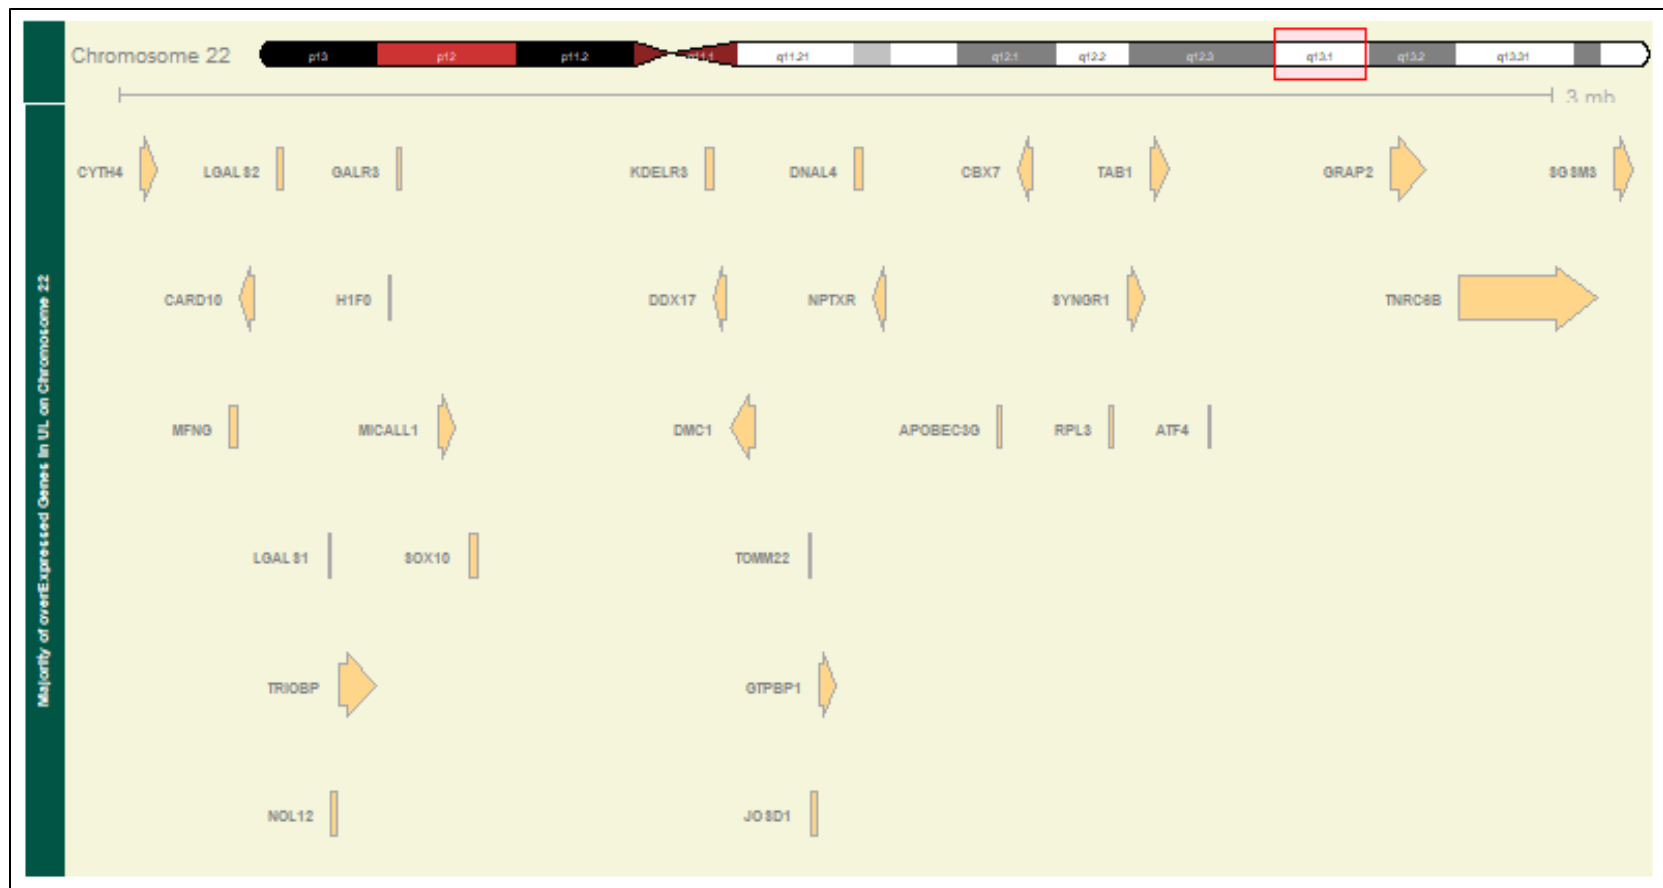 Chromosome 22
p13
p12
p11.2
q11.1
q11.21
q12.1
q12.2
q12.3
q13.1
q13.2
q13.31
3 mb
Majority of overExpressed Genes in UL on Chromosome 22
CYTH4
LGALS2
GALR3
KDELR3
DNAL4
CBX7
TAB1
GRAP2
SGSM3
CARD10
H1F0
DDX17
NPTXR
SYNGR1
TNRC6B
MFNG
MICALL1
DMC1
APOBEC3G
RPL3
ATF4
LGALS1
SOX10
TOMM22
TRIOBP
GTPBP1
NOL12
JOSD1